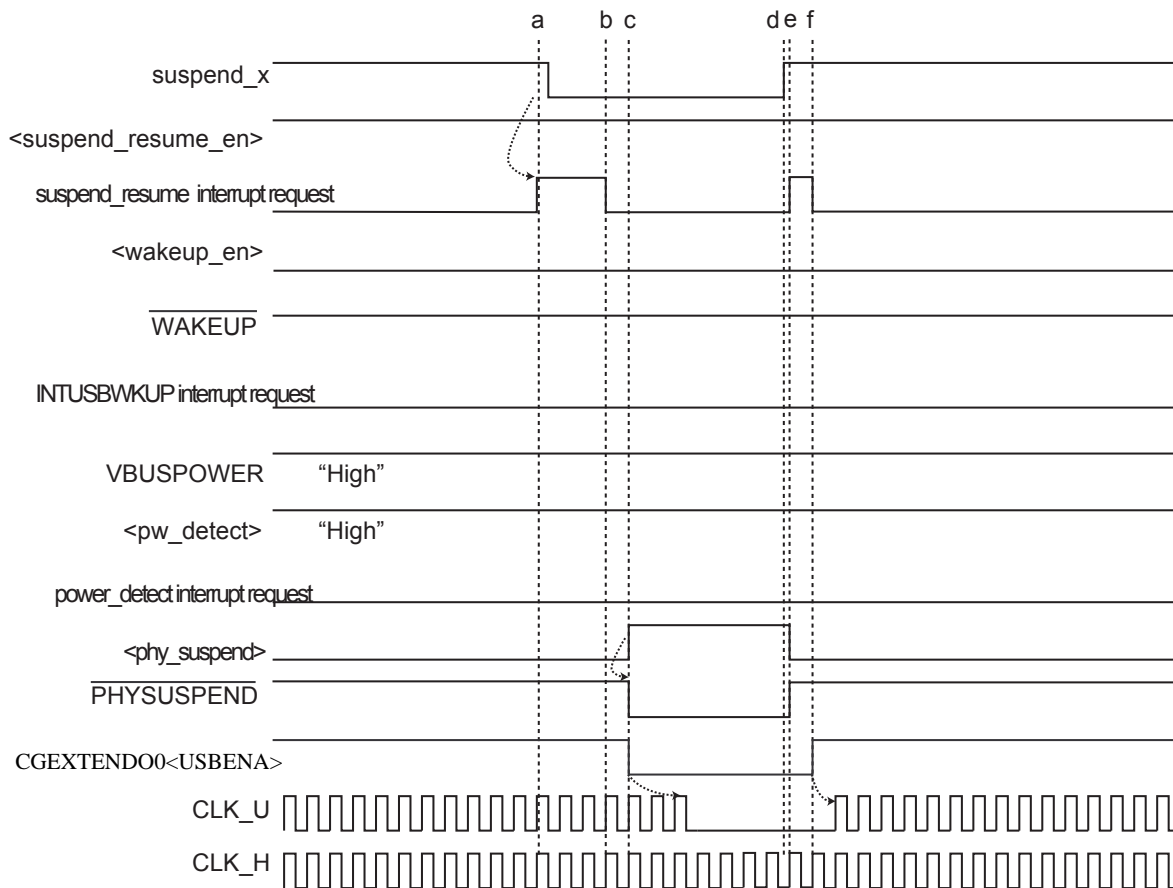 a b c d e f
suspend_x
<suspend_resume_en>
suspend_resume interrupt request
<wakeup_en>
WAKEUP
INTUSBWKUP interrupt request
VBUSPOWER “High”
<pw_detect> “High”
power_detect interrupt request
<phy_suspend>
PHYSUSPEND
CGEXTENDO0<USBENA>
CLK_U
CLK_H